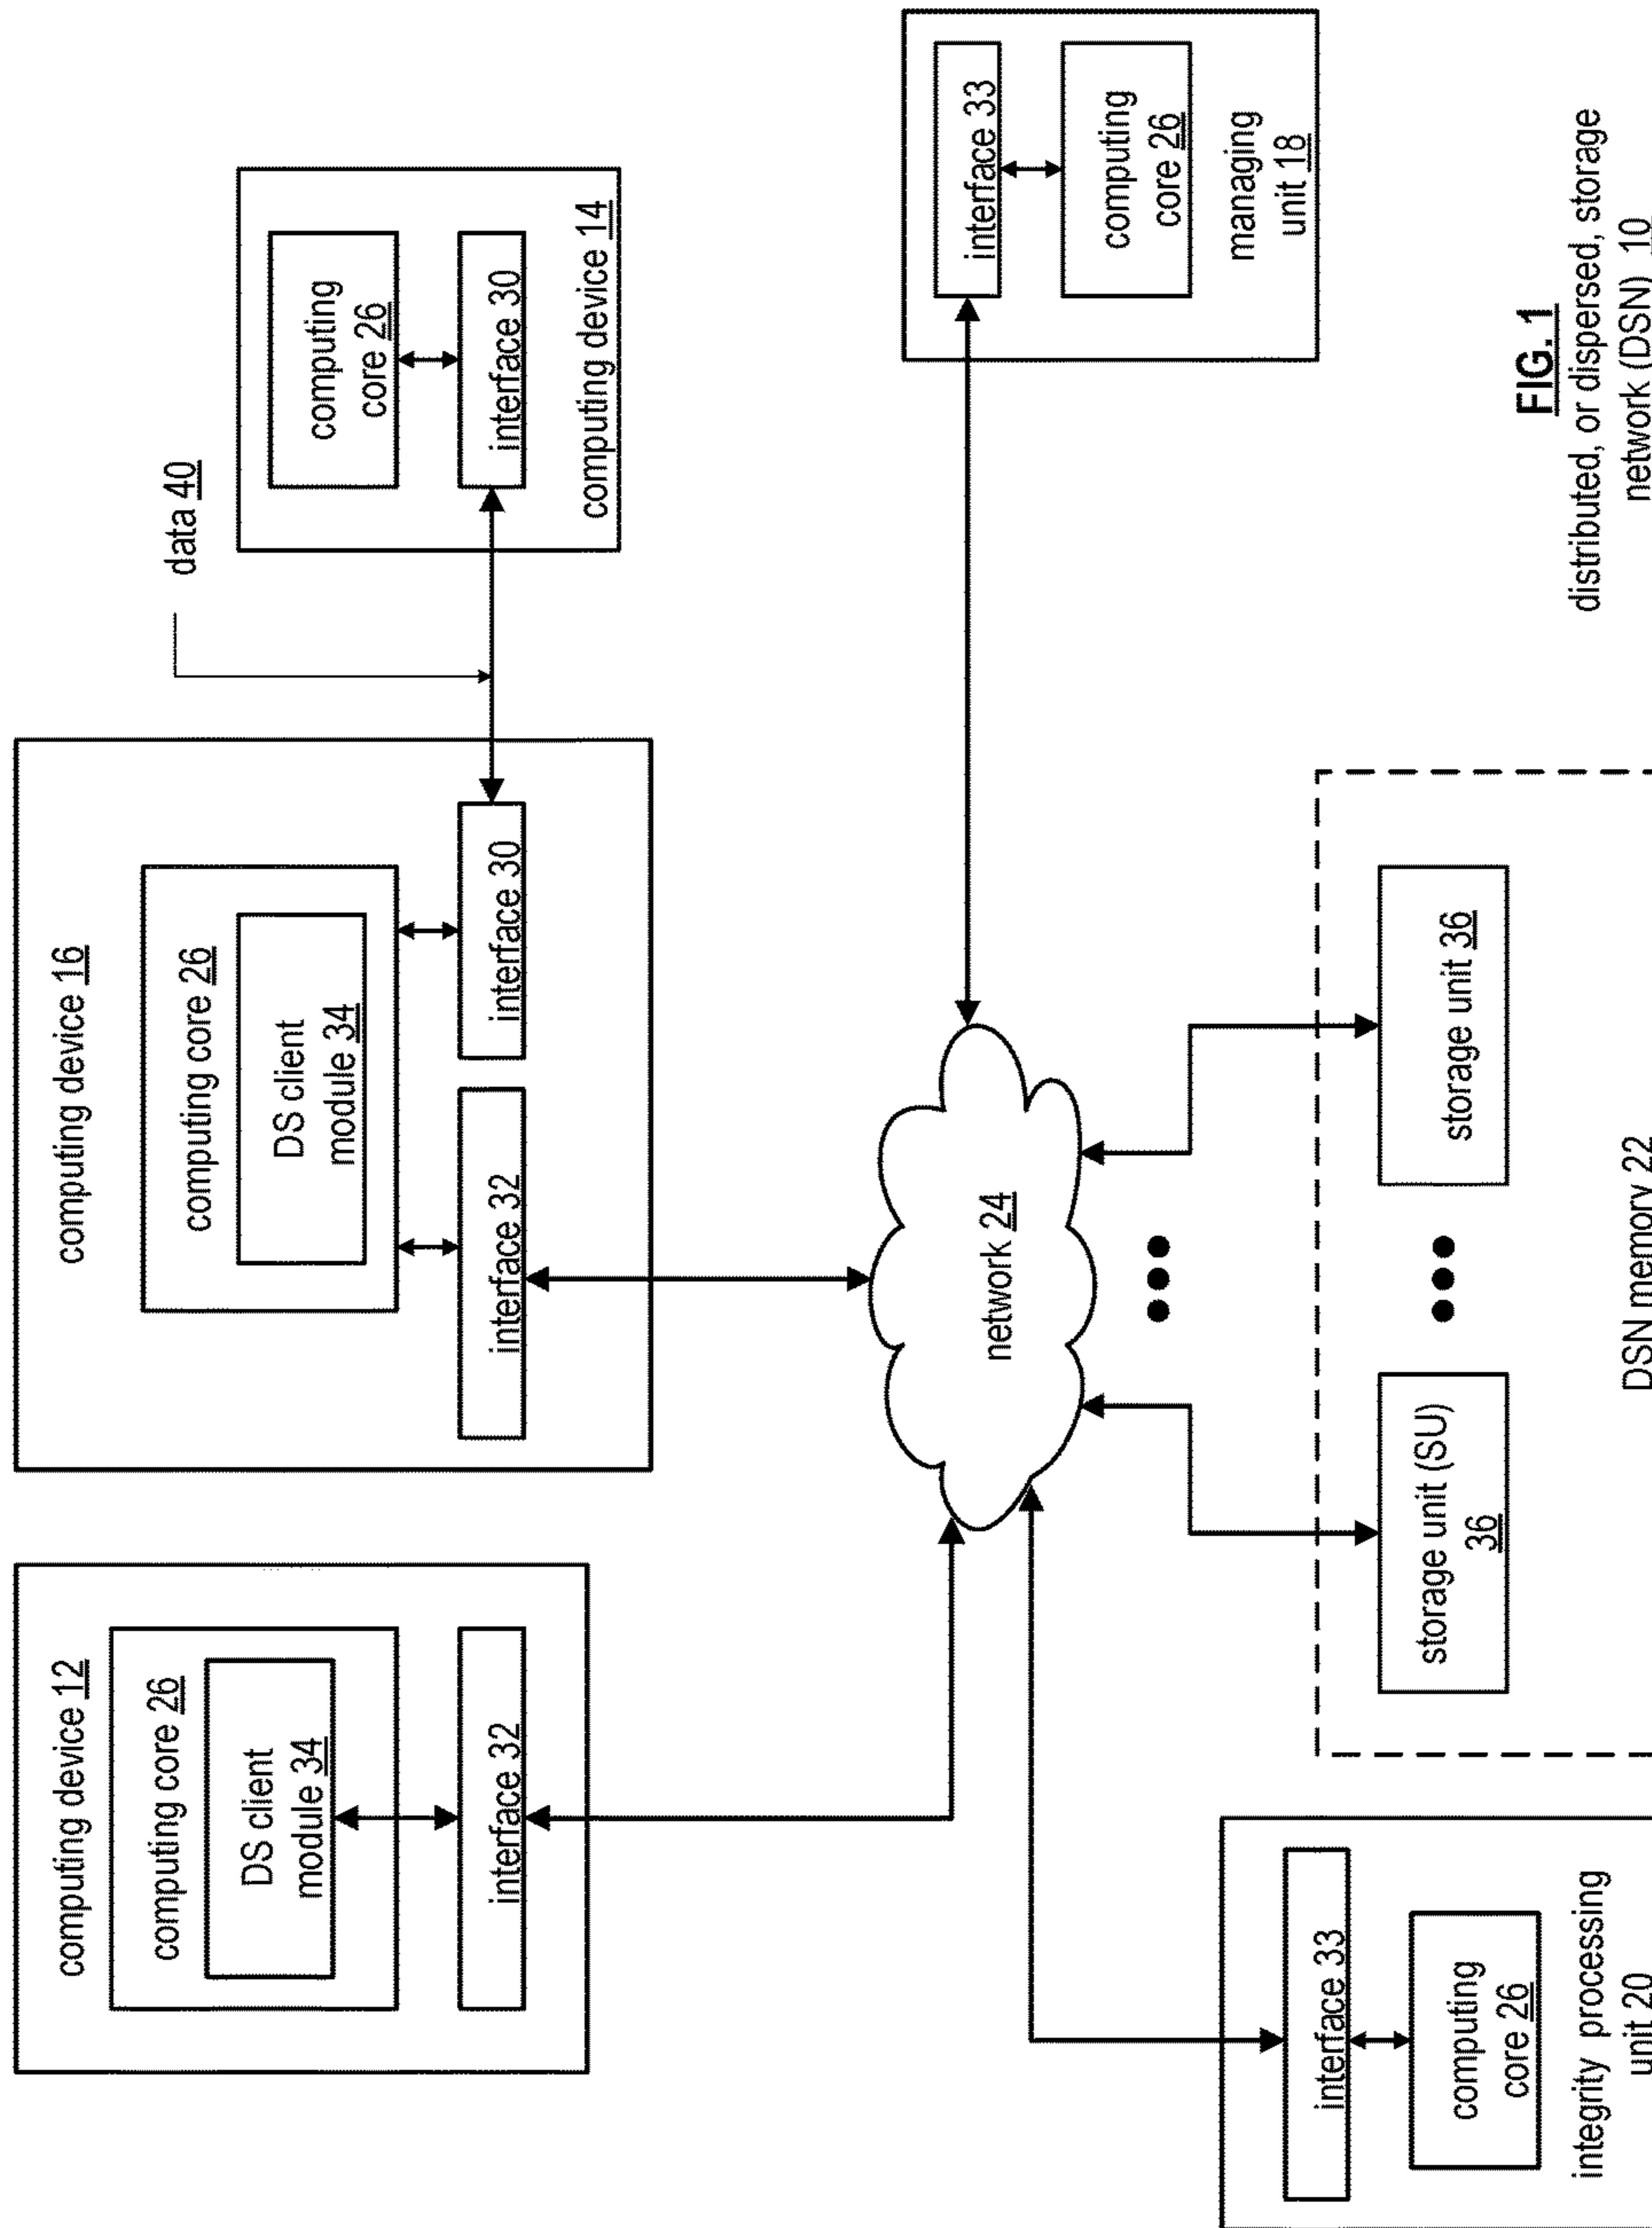 computing device 12
computing core 26
DS client
module 34
interface 32
computing device 16
computing core 26
DS client
module 34
interface 32
interface 30
data 40
computing
core 26
interface 30
computing device 14
network 24
interface 33
computing
core 26
managing
unit 18
interface 33
computing
core 26
integrity processing
unit 20
storage unit (SU)
36
storage unit 36
DSN memory 22
FIG. 1
distributed, or dispersed, storage
network (DSN) 10